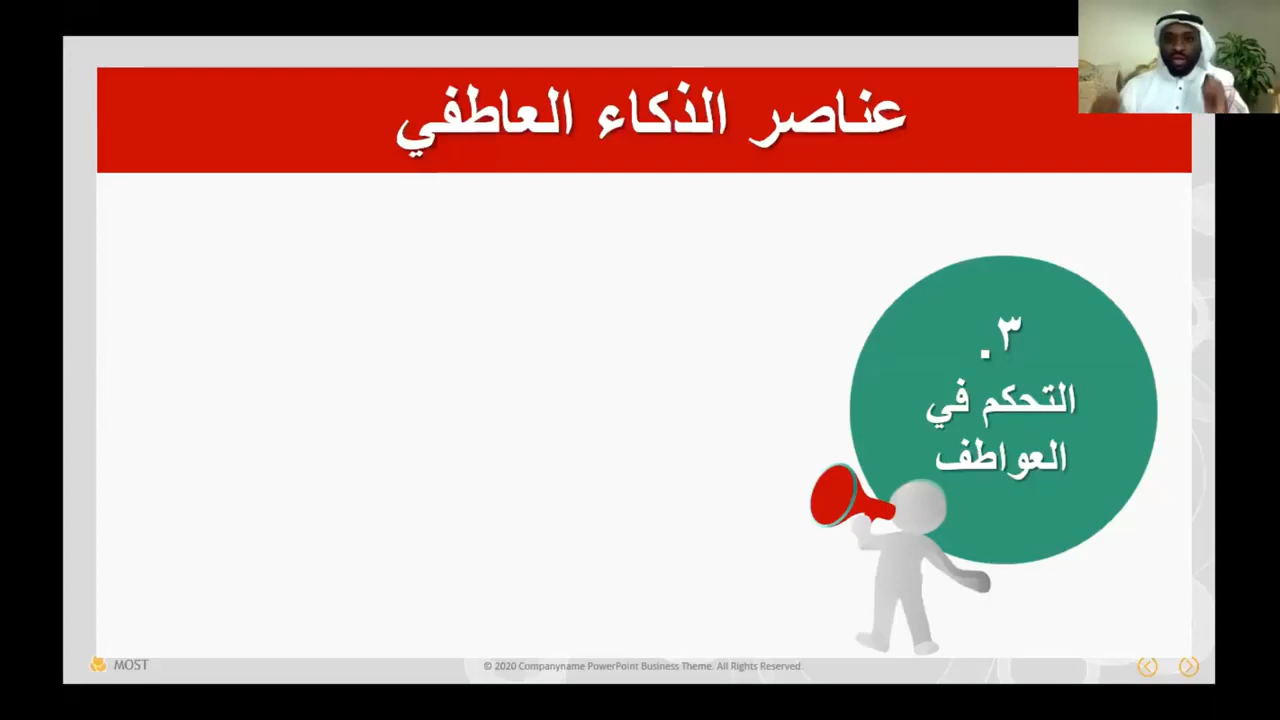 عناصر الذكاء العاطفي
٣.
التحكم في
العواطف
MOST
© 2020 Companyname PowerPoint Business Theme. All Rights Reserved.